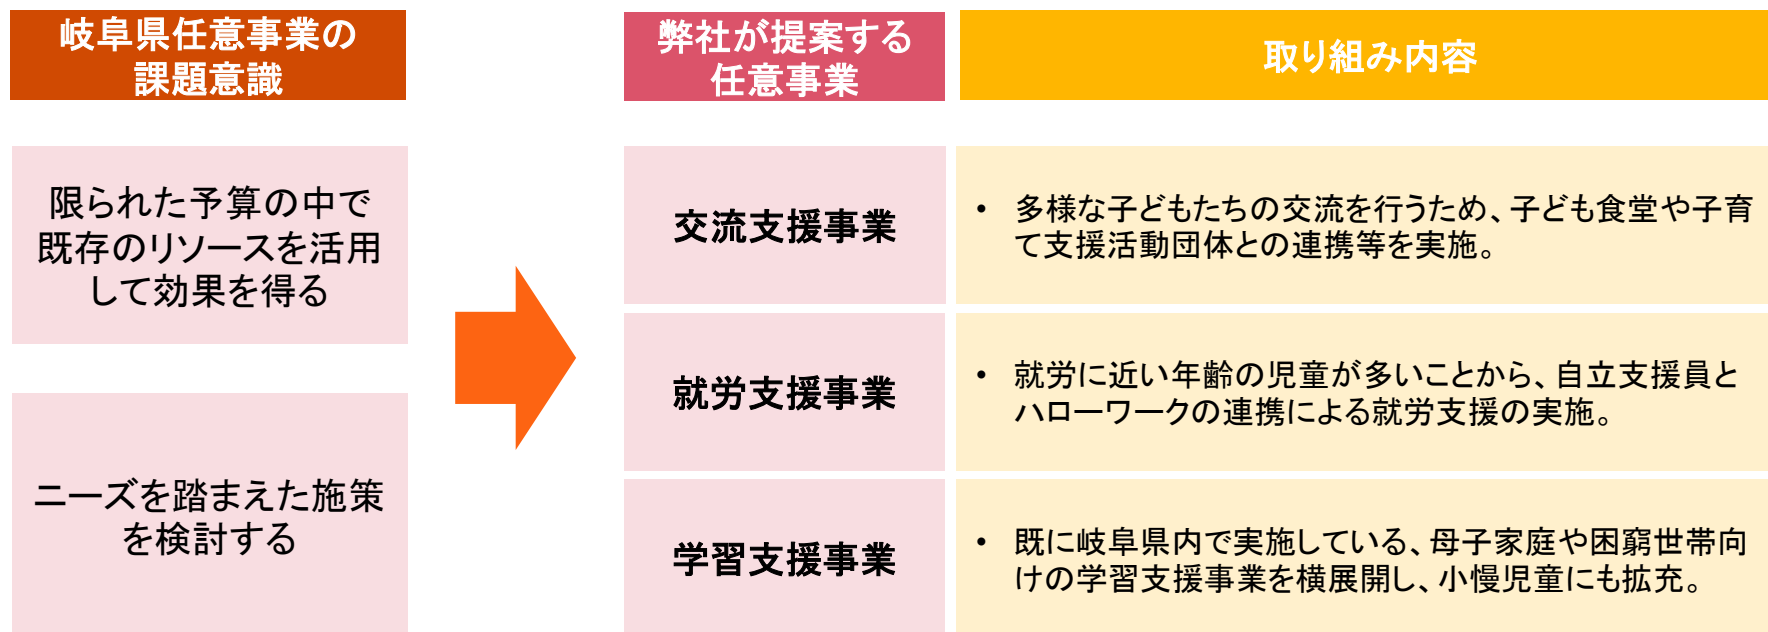 岐阜県任意事業の
課題意識
弊社が提案する
任意事業
取り組み内容
限られた予算の中で
既存のリソースを活用
して効果を得る
ニーズを踏まえた施策
を検討する
交流支援事業
• 多様な子どもたちの交流を行うため、子ども食堂や子育
て支援活動団体との連携等を実施。
就労支援事業
• 就労に近い年齢の児童が多いことから、自立支援員と
ハローワークの連携による就労支援の実施。
学習支援事業
• 既に岐阜県内で実施している、母子家庭や困窮世帯向
けの学習支援事業を横展開し、小慢児童にも拡充。